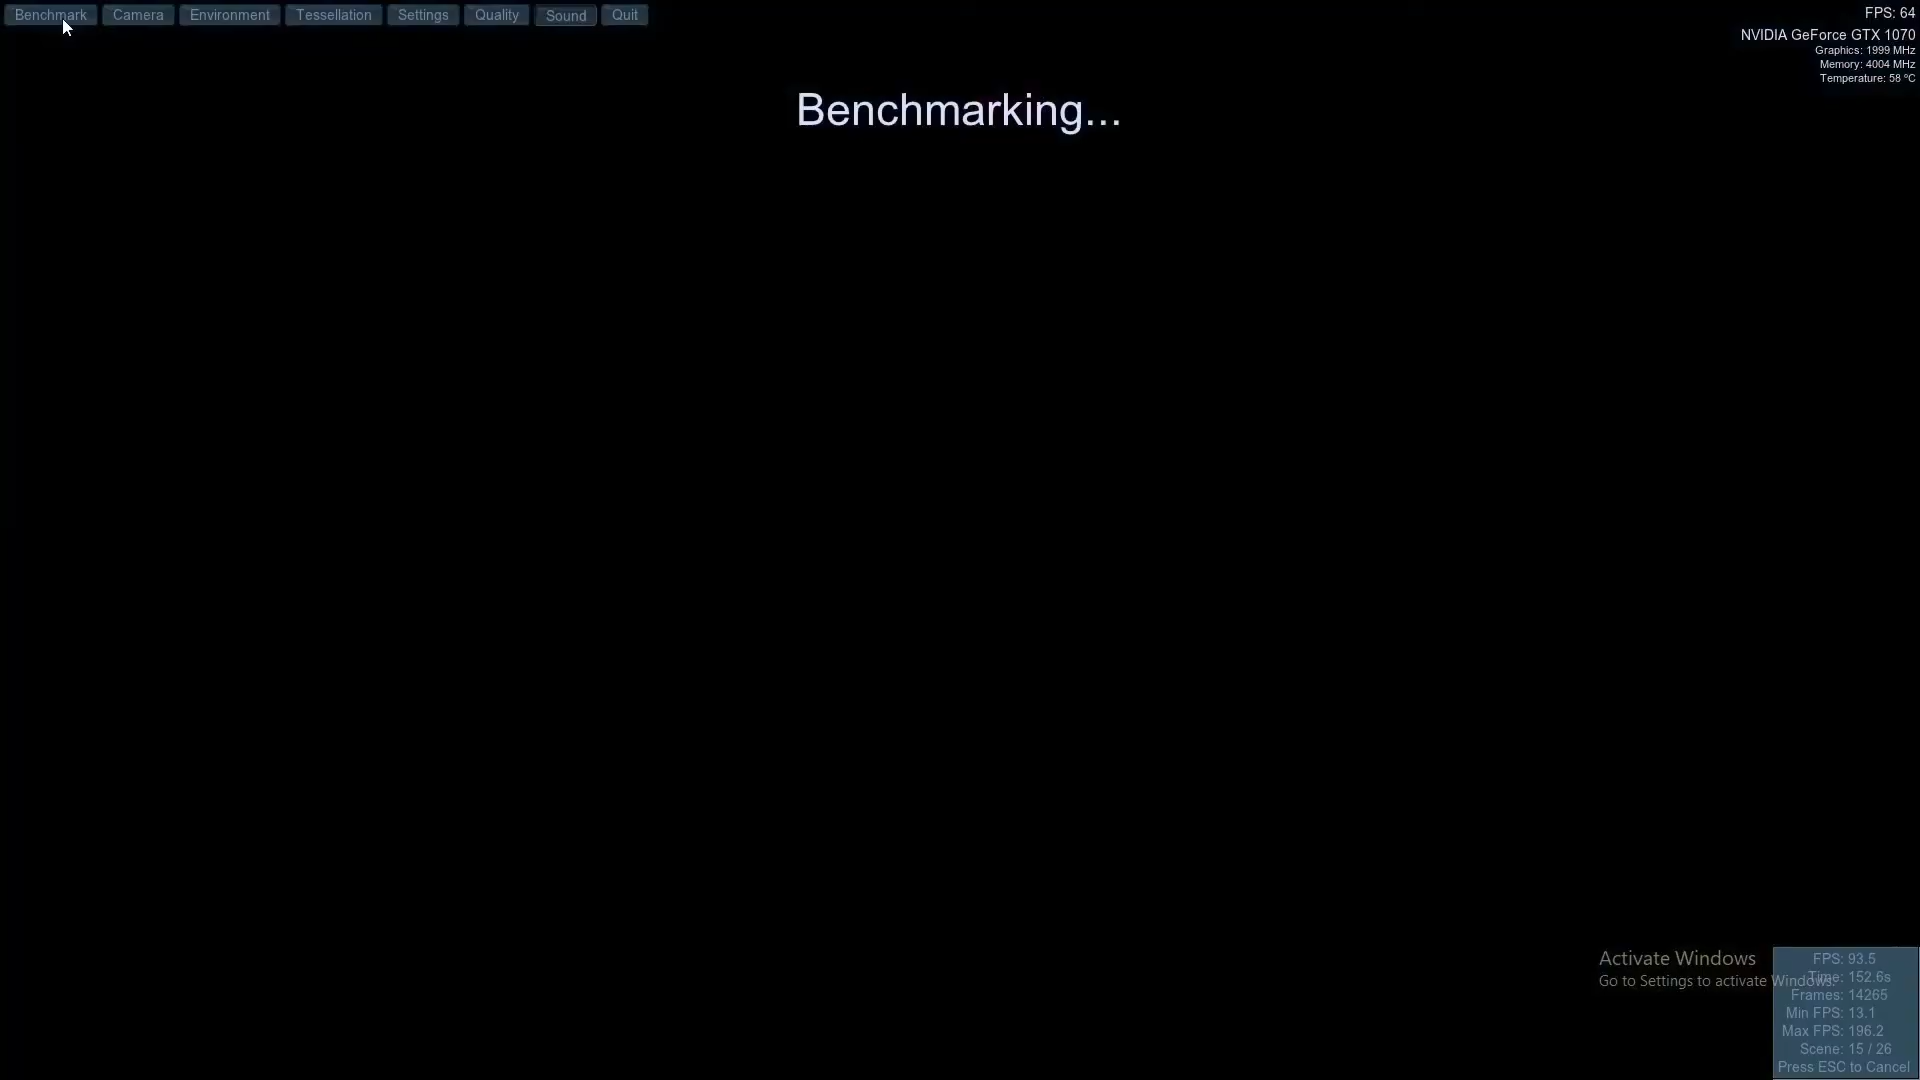 Benchmark Camera Environment Tessellation Settings Quality Sound Quit
FPS: 64
NVIDIA GeForce GTX 1070
Graphics: 1999 MHz
Memory: 4004 MHz
Temperature: 58 °C
Benchmarking...
Activate Windows
Go to Settings to activate Windows.
FPS: 93.5
Time: 152.6s
Frames: 14265
Min FPS: 13.1
Max FPS: 196.2
Scene: 15 / 26
Press ESC to Cancel